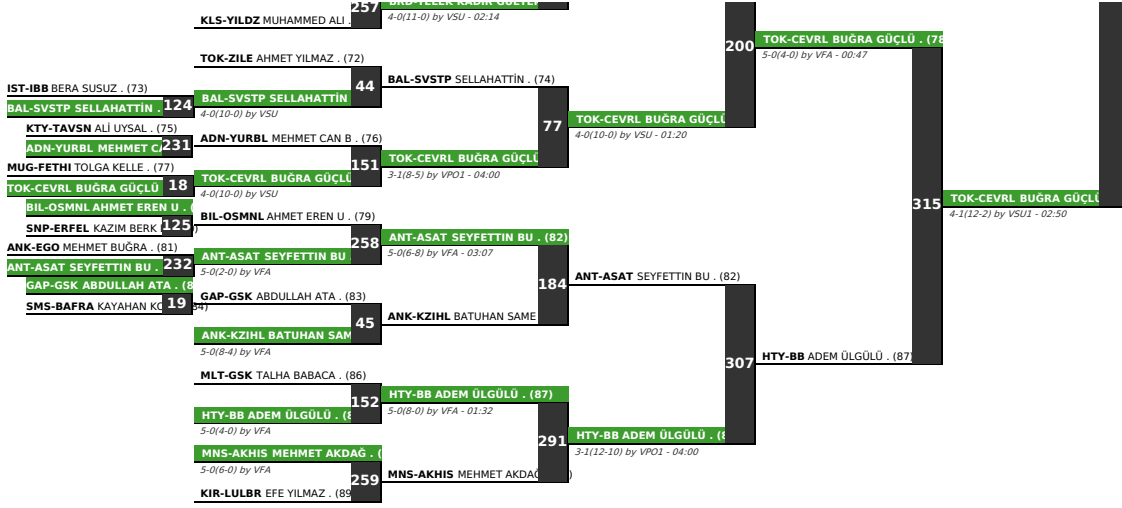 257
4-0(11-0) by VSU - 02:14
KLS-YILDZ MUHAMMED ALI .
200
TOK-CEVRL BUĞRA GÜÇLÜ . (78
5-0(4-0) by VFA - 00:47
TOK-ZILE AHMET YILMAZ . (72)
44
BAL-SVSTP SELLAHATTİN . (74)
IST-IBB BERA SUSUZ . (73)
BAL-SVSTP SELLAHATTİN .
124
BAL-SVSTP SELLAHATTİN
4-0(10-0) by VSU
77
TOK-CEVRL BUĞRA GÜÇLÜ
4-0(10-0) by VSU - 01:20
KTY-TAVSN ALİ UYSAL . (75)
ADN-YURBL MEHMET CA
231
ADN-YURBL MEHMET CAN B . (76)
151
TOK-CEVRL BUĞRA GÜÇLÜ
3-1(8-5) by VPO1 - 04:00
MUG-FETHI TOLGA KELLE . (77)
TOK-CEVRL BUĞRA GÜÇLÜ
18
TOK-CEVRL BUĞRA GÜÇLÜ
4-0(10-0) by VSU
315
TOK-CEVRL BUĞRA GÜÇLÜ
4-1(12-2) by VSU1 - 02:50
BIL-OSMNL AHMET EREN U . (
SNP-ERFEL KAZIM BERK
125
BIL-OSMNL AHMET EREN U . (79)
258
ANT-ASAT SEYFETTIN BU . (82)
5-0(6-8) by VFA - 03:07
ANK-EGO MEHMET BUĞRA . (81)
ANT-ASAT SEYFETTIN BU .
232
ANT-ASAT SEYFETTIN BU
5-0(2-0) by VFA
184
ANT-ASAT SEYFETTIN BU . (82)
GAP-GSK ABDULLAH ATA . (8
SMS-BAFRA KAYAHAN
19
GAP-GSK ABDULLAH ATA . (83)
45
ANK-KZIHL BATUHAN SAME
ANK-KZIHL BATUHAN SAM
5-0(8-4) by VFA
307
HTY-BB ADEM ÜLGÜLÜ . (87)
MLT-GSK TALHA BABACA . (86)
152
HTY-BB ADEM ÜLGÜLÜ . (87)
5-0(8-0) by VFA - 01:32
HTY-BB ADEM ÜLGÜLÜ . (8
5-0(4-0) by VFA
291
HTY-BB ADEM ÜLGÜLÜ . (8
3-1(12-10) by VPO1 - 04:00
MNS-AKHIS MEHMET AKDAĞ . (
5-0(6-0) by VFA
259
MNS-AKHIS MEHMET AKDAĞ
KIR-LULBR EFE YILMAZ . (89